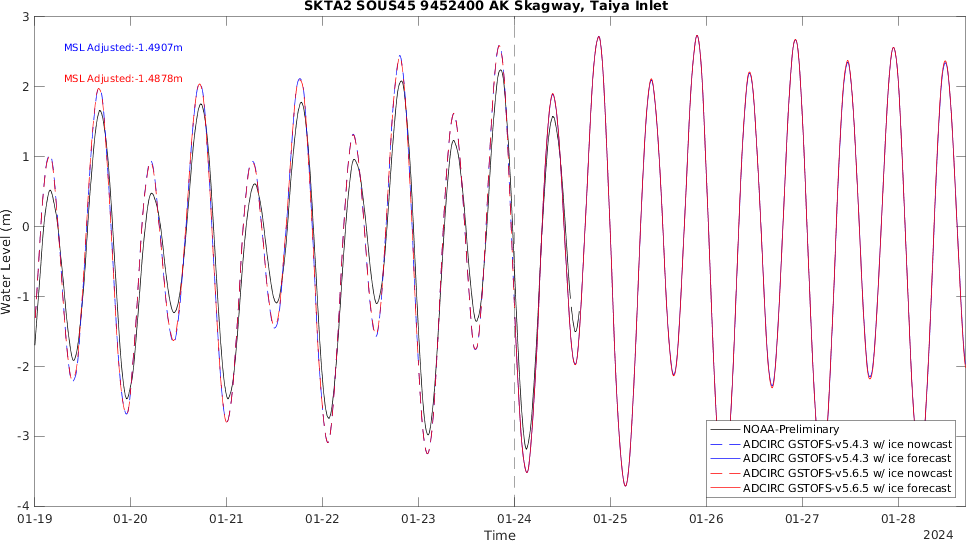 SKTA2 SOUS45 9452400 AK Skagway, Taiya Inlet
3
MSL Adjusted:-1.4907m
MSL Adjusted:-1.4878m
2
1
0
-1
-2
-3
-4
Water Level (m)
NOAA-Preliminary
ADCIRC GSTOFS-v5.4.3 w/ ice nowcast
ADCIRC GSTOFS-v5.4.3 w/ ice forecast
ADCIRC GSTOFS-v5.6.5 w/ ice nowcast
ADCIRC GSTOFS-v5.6.5 w/ ice forecast
01-19 01-20 01-21 01-22 01-23 01-24 01-25 01-26 01-27 01-28
Time
2024